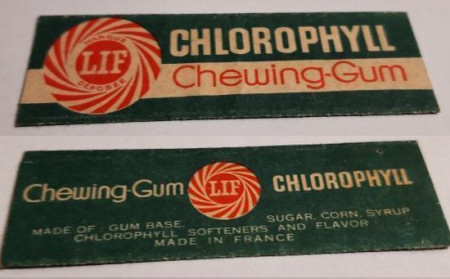 MARQUE
LIF
DEPOSEE
CHLOROPHYLL
Chewing-Gum
Chewing-Gum LIF CHLOROPHYLL
MADE OF : GUM BASE, SUGAR, CORN, SYRUP
CHLOROPHYLL SOFTENERS AND FLAVOR
MADE IN FRANCE